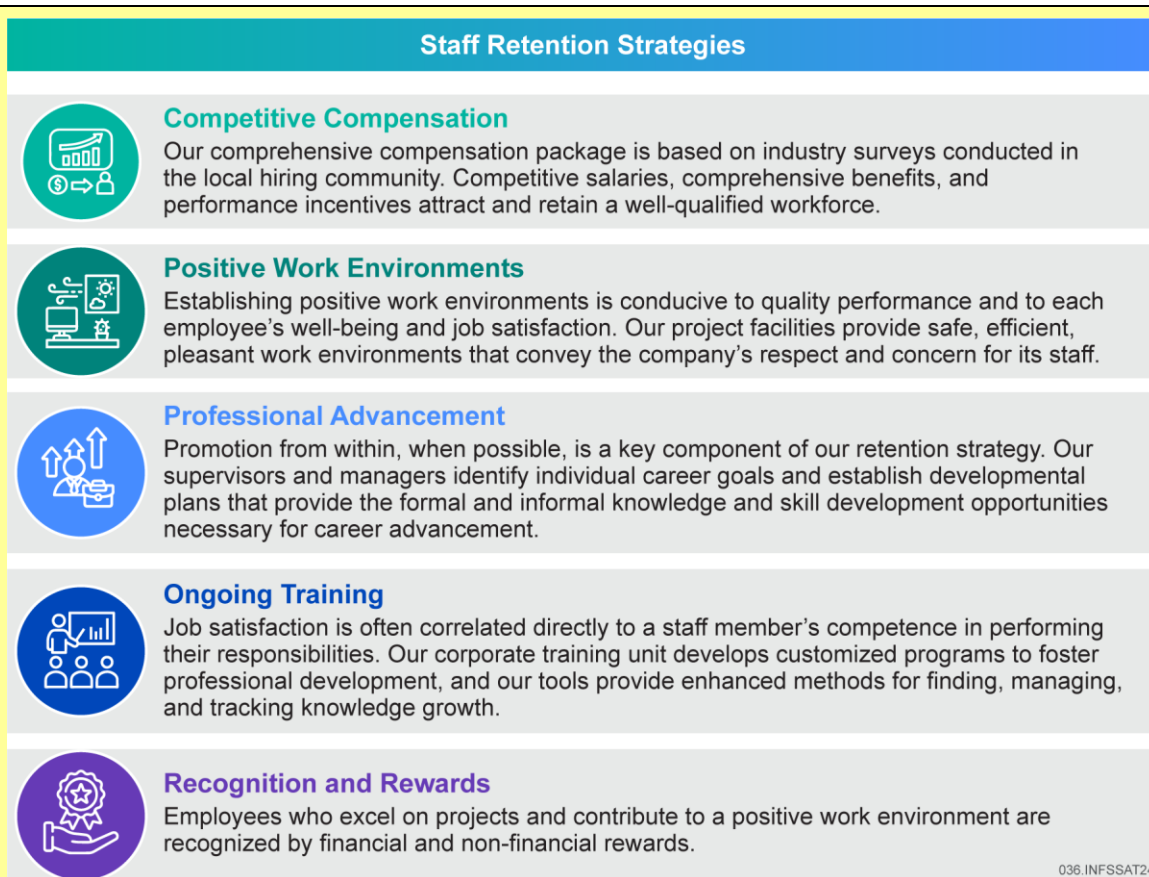 Staff Retention Strategies
Competitive Compensation
Our comprehensive compensation package is based on industry surveys conducted in
the local hiring community. Competitive salaries, comprehensive benefits, and
performance incentives attract and retain a well-qualified workforce.
Positive Work Environments
Establishing positive work environments is conducive to quality performance and to each
employee's well-being and job satisfaction. Our project facilities provide safe, efficient,
pleasant work environments that convey the company's respect and concern for its staff.
Professional Advancement
Promotion from within, when possible, is a key component of our retention strategy. Our
supervisors and managers identify individual career goals and establish developmental
plans that provide the formal and informal knowledge and skill development opportunities
necessary for career advancement.
Ongoing Training
Job satisfaction is often correlated directly to a staff member's competence in performing
their responsibilities. Our corporate training unit develops customized programs to foster
professional development, and our tools provide enhanced methods for finding, managing,
and tracking knowledge growth.
Recognition and Rewards
Employees who excel on projects and contribute to a positive work environment are
recognized by financial and non-financial rewards.
036.INFSSAT24